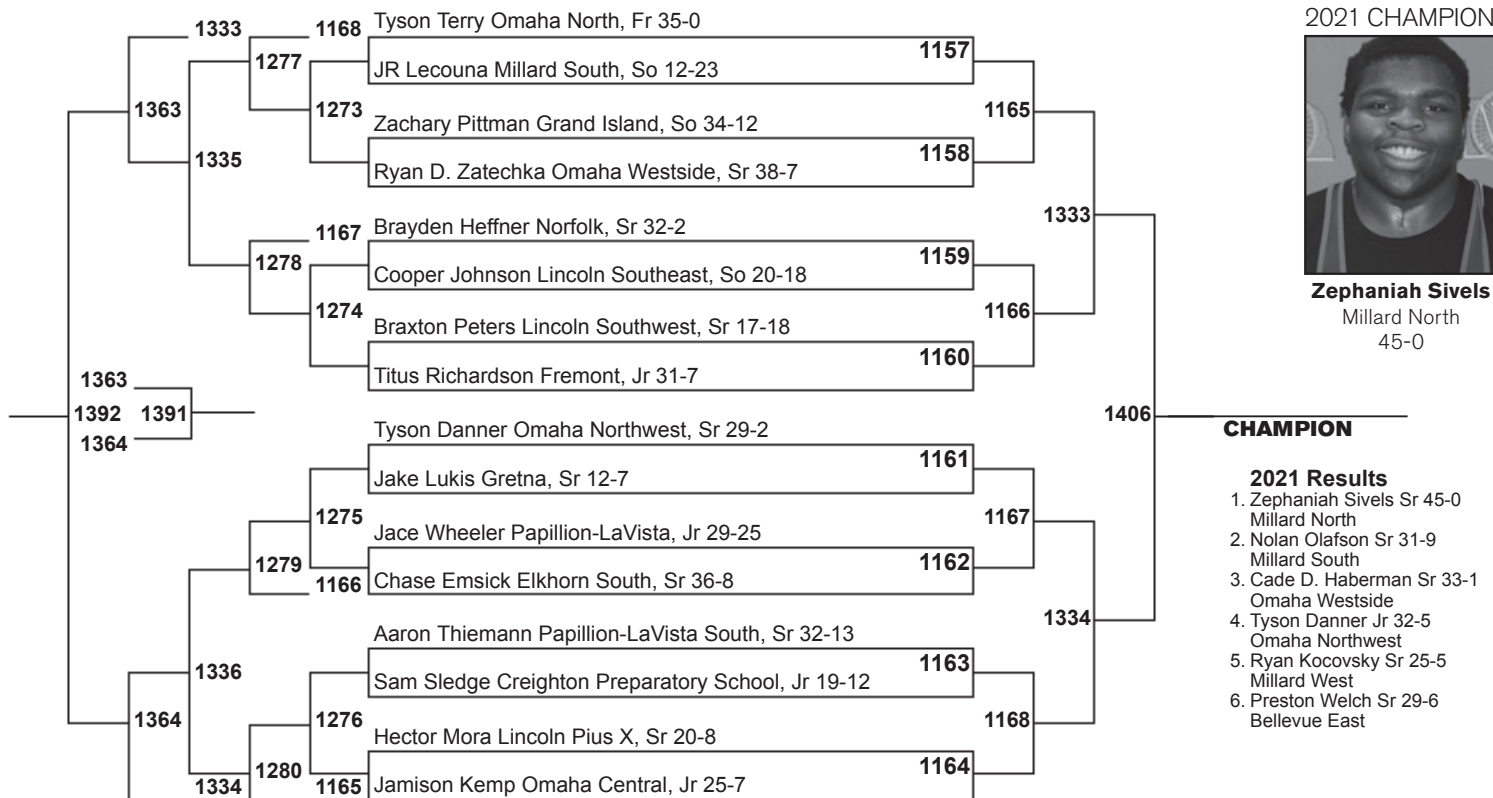 2021 CHAMPION
1333
1168
Tyson Terry Omaha North, Fr 35-0
1277
1157
JR Lecouna Millard South, So 12-23
1363
1273
Zachary Pittman Grand Island, So 34-12
1165
1335
1158
Ryan D. Zatechka Omaha Westside, Sr 38-7
1167
Brayden Heffner Norfolk, Sr 32-2
1333
1278
1159
Cooper Johnson Lincoln Southeast, So 20-18
1274
Braxton Peters Lincoln Southwest, Sr 17-18
1166
1160
Titus Richardson Fremont, Jr 31-7
Zephaniah Sivels
Millard North
45-0
1363
1392
1391
1364
1406
CHAMPION
Tyson Danner Omaha Northwest, Sr 29-2
1161
Jake Lukis Gretna, Sr 12-7
1275
Jace Wheeler Papillion-LaVista, Jr 29-25
1167
1279
1162
1166
Chase Emsick Elkhorn South, Sr 36-8
1334
Aaron Thiemann Papillion-LaVista South, Sr 32-13
1336
1163
Sam Sledge Creighton Preparatory School, Jr 19-12
1364
1276
Hector Mora Lincoln Pius X, Sr 20-8
1168
1334
1280
1165
1164
Jamison Kemp Omaha Central, Jr 25-7
2021 Results
1. Zephaniah Sivels Sr 45-0
Millard North
2. Nolan Olafson Sr 31-9
Millard South
3. Cade D. Haberman Sr 33-1
Omaha Westside
4. Tyson Danner Jr 32-5
Omaha Northwest
5. Ryan Kocovsky Sr 25-5
Millard West
6. Preston Welch Sr 29-6
Bellevue East